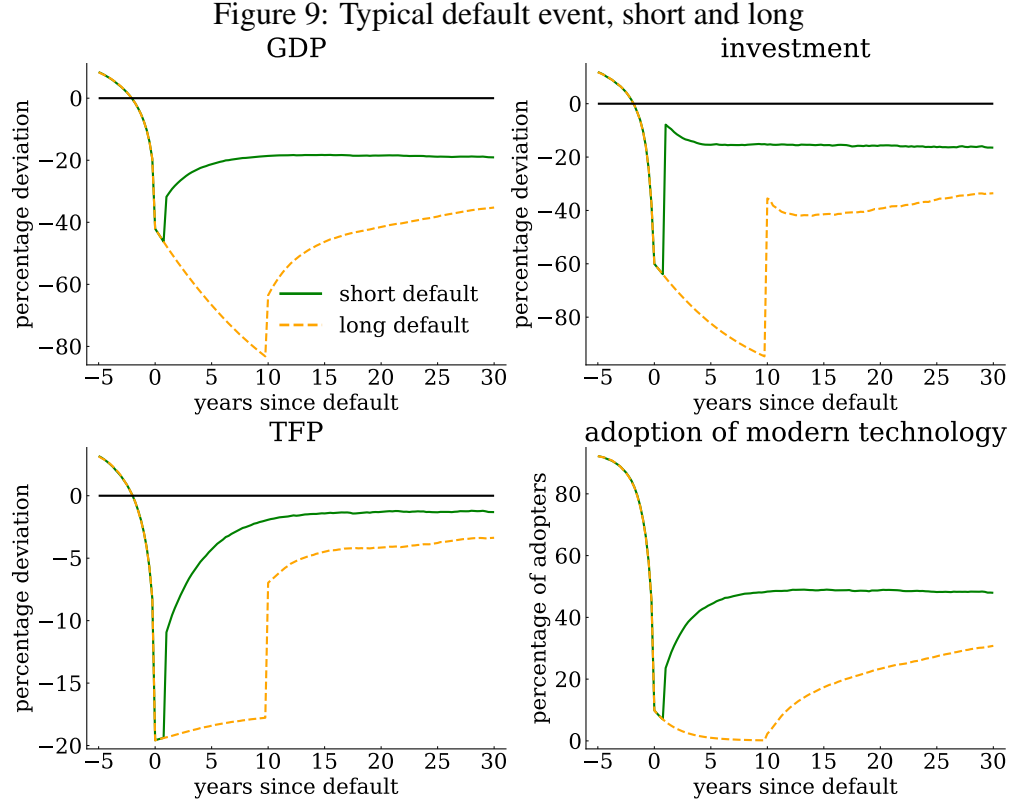 Figure 9: Typical default event, short and long
GDP
percentage deviation
0
−20
−40
−60
−80
short default
long default
−5 0 5 10 15 20 25 30
years since default
investment
percentage deviation
0
−20
−40
−60
−80
−5 0 5 10 15 20 25 30
years since default
TFP
percentage deviation
0
−5
−10
−15
−20
−5 0 5 10 15 20 25 30
years since default
adoption of modern technology
percentage of adopters
80
60
40
20
0
−5 0 5 10 15 20 25 30
years since default